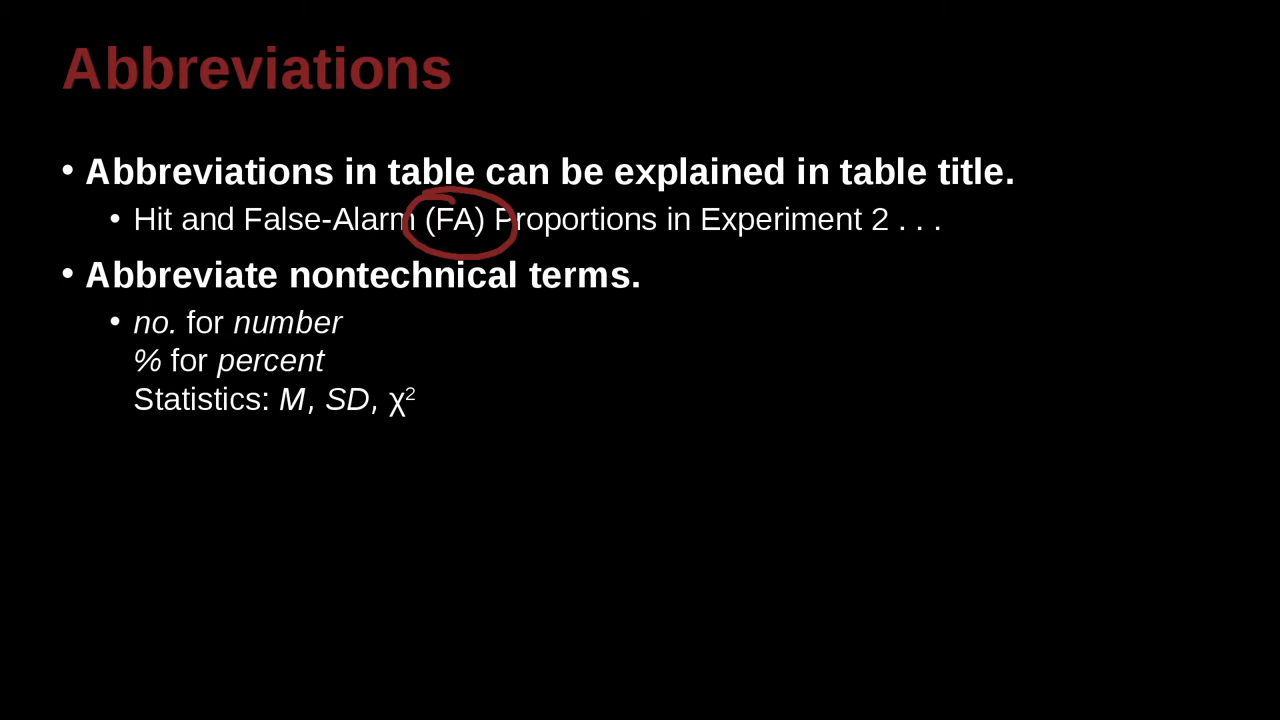 Abbreviations
• Abbreviations in table can be explained in table title.
• Hit and False-Alarm (FA) Proportions in Experiment 2 . . .
• Abbreviate nontechnical terms.
• no. for number
% for percent
Statistics: M, SD, χ²